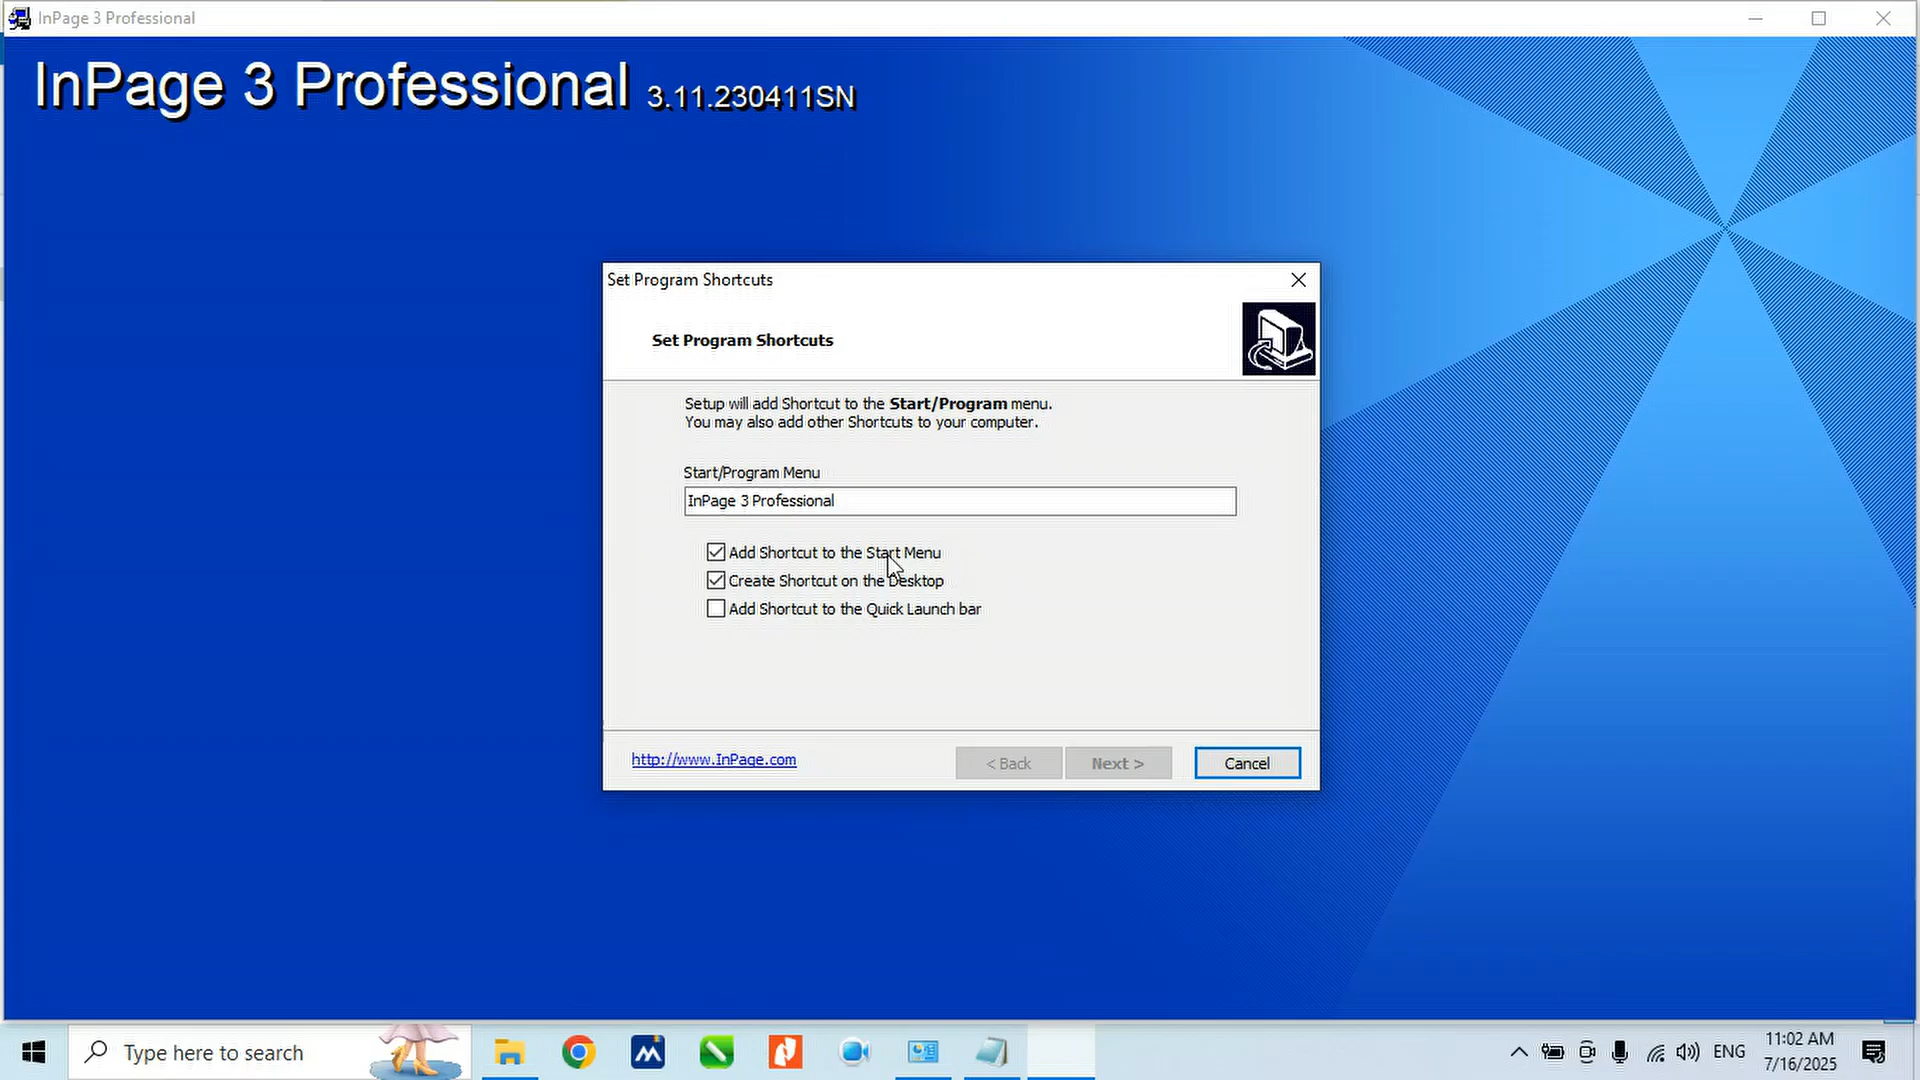 InPage 3 Professional
InPage 3 Professional 3.11.230411SN
Set Program Shortcuts
Set Program Shortcuts
Setup will add Shortcut to the Start/Program menu.
You may also add other Shortcuts to your computer.
Start/Program Menu
InPage 3 Professional
Add Shortcut to the Start Menu
Create Shortcut on the Desktop
Add Shortcut to the Quick Launch bar
http://www.InPage.com
< Back
Next >
Cancel
Type here to search
ENG
11:02 AM
7/16/2025